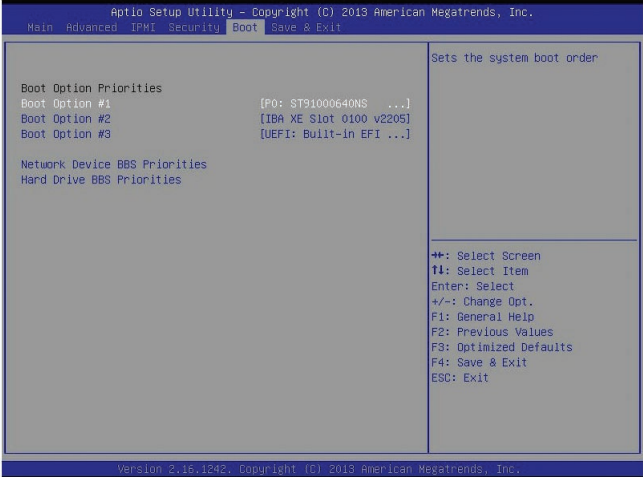 Aptio Setup Utility – Copyright (C) 2013 American Megatrends, Inc.
Main Advanced IPMI Security Boot Save & Exit
Boot Option Priorities
Boot Option #1 [P0: ST91000640NS ...]
Boot Option #2 [IBA XE Slot 0100 v2205]
Boot Option #3 [UEFI: Built-in EFI ...]
Network Device BBS Priorities
Hard Drive BBS Priorities
Sets the system boot order
→←: Select Screen
↑↓: Select Item
Enter: Select
+/-: Change Opt.
F1: General Help
F2: Previous Values
F3: Optimized Defaults
F4: Save & Exit
ESC: Exit
Version 2.16.1242. Copyright (C) 2013 American Megatrends, Inc.